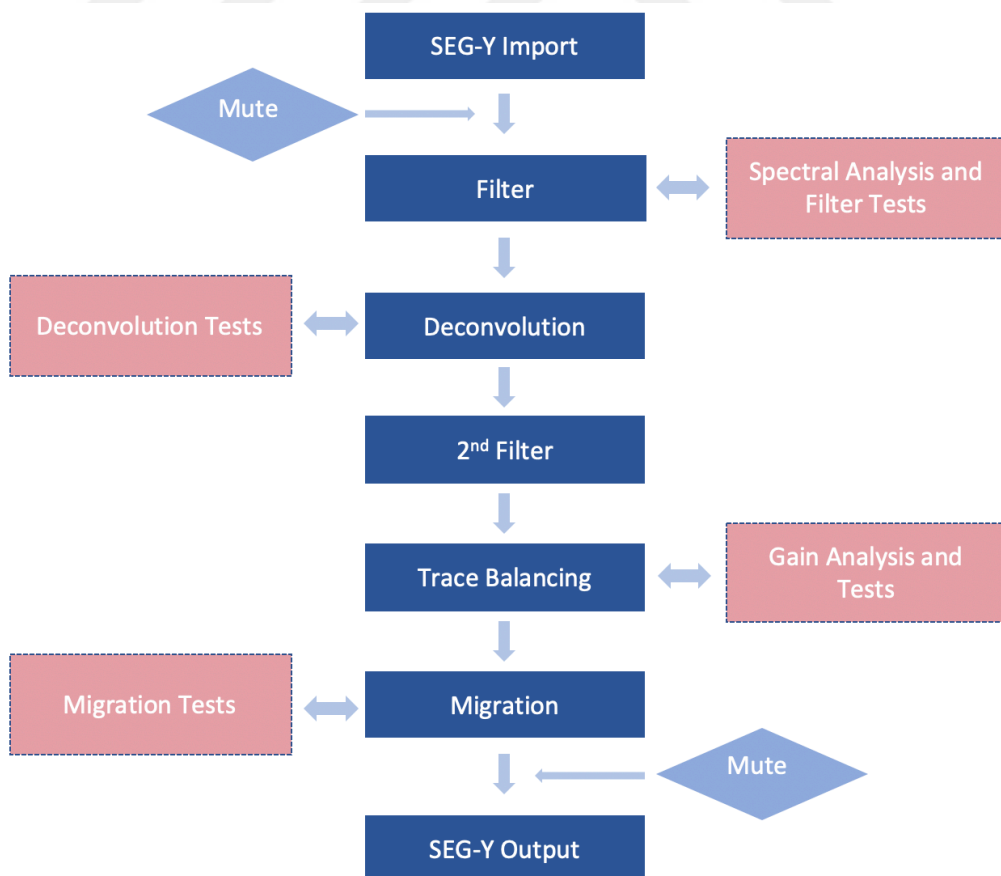 SEG-Y Import
Mute
Filter
Spectral Analysis and
Filter Tests
Deconvolution Tests
Deconvolution
2nd Filter
Trace Balancing
Gain Analysis and
Tests
Migration Tests
Migration
Mute
SEG-Y Output